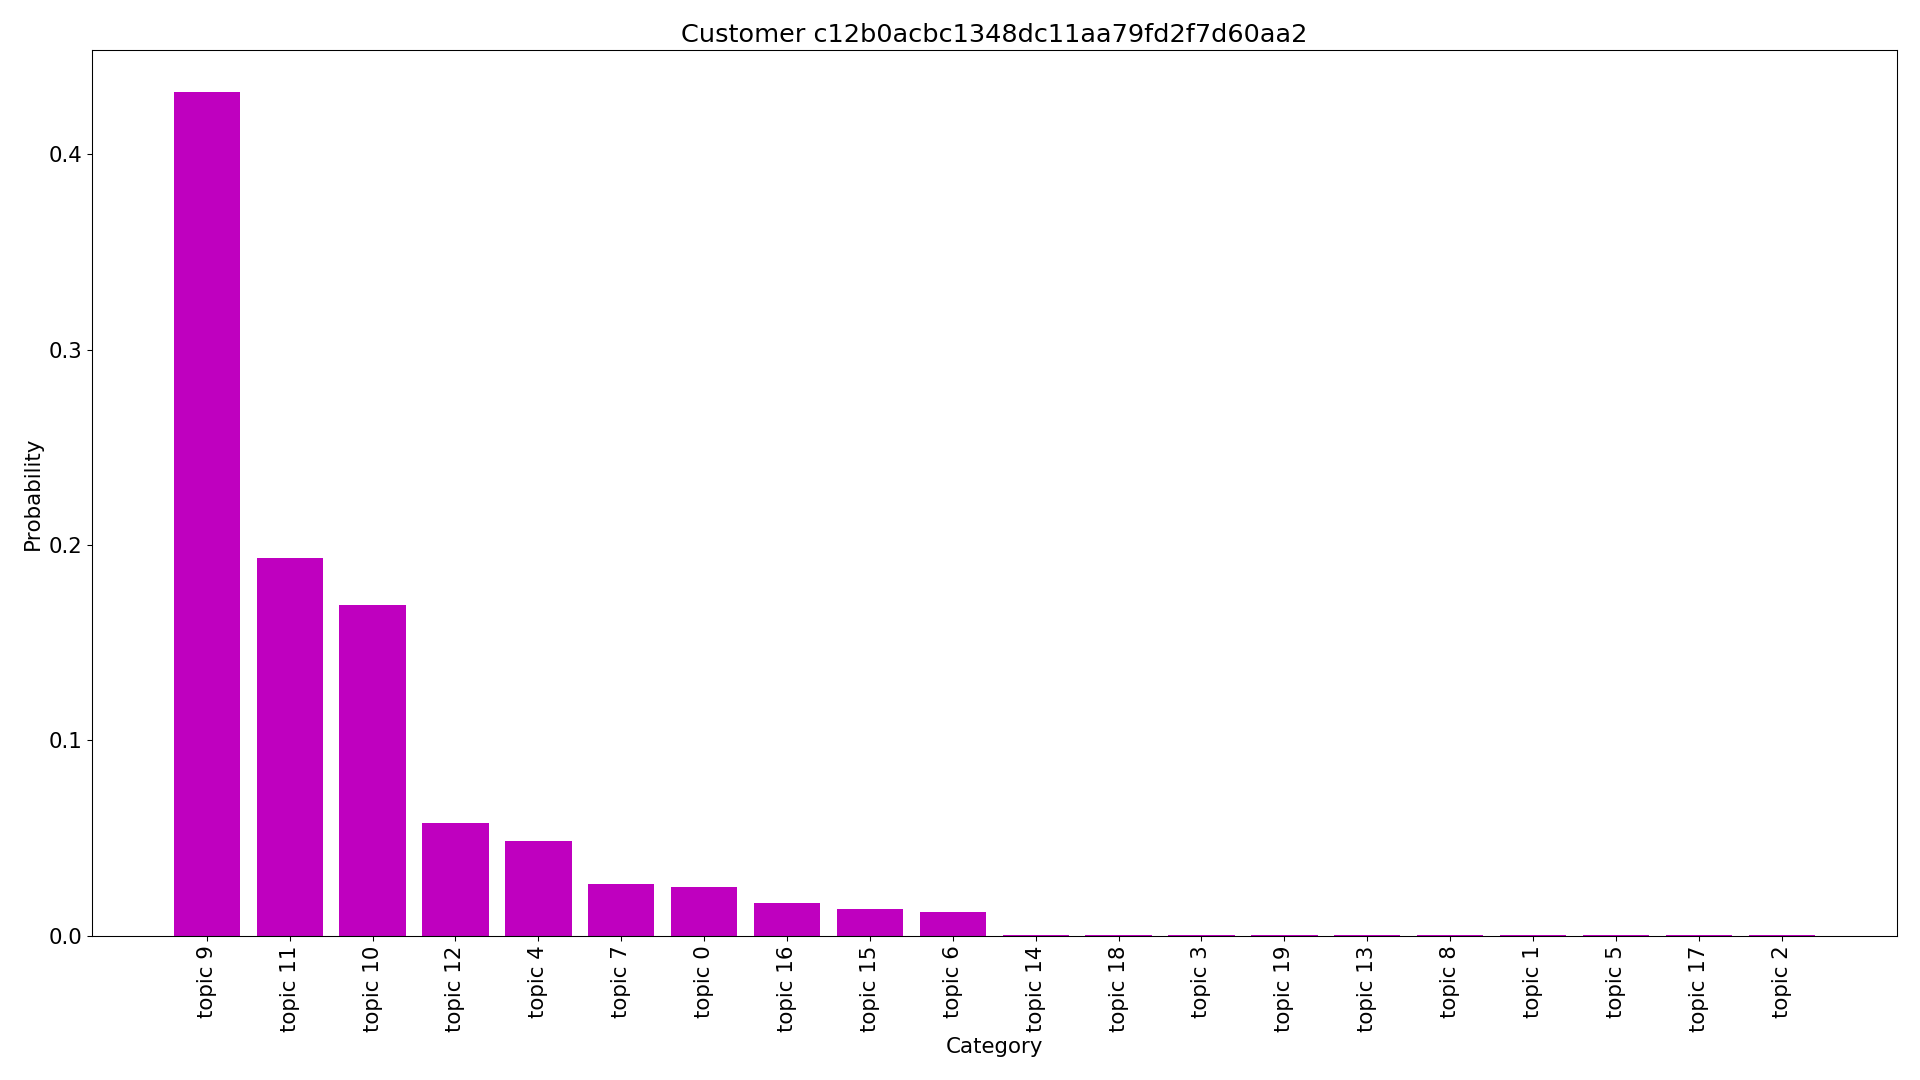 Customer c12b0acbc1348dc11aa79fd2f7d60aa2
Probability
0.4
0.3
0.2
0.1
0.0
topic 9
topic 11
topic 10
topic 12
topic 4
topic 7
topic 0
topic 16
topic 15
topic 6
topic 14
topic 18
topic 3
topic 19
topic 13
topic 8
topic 1
topic 5
topic 17
topic 2
Category